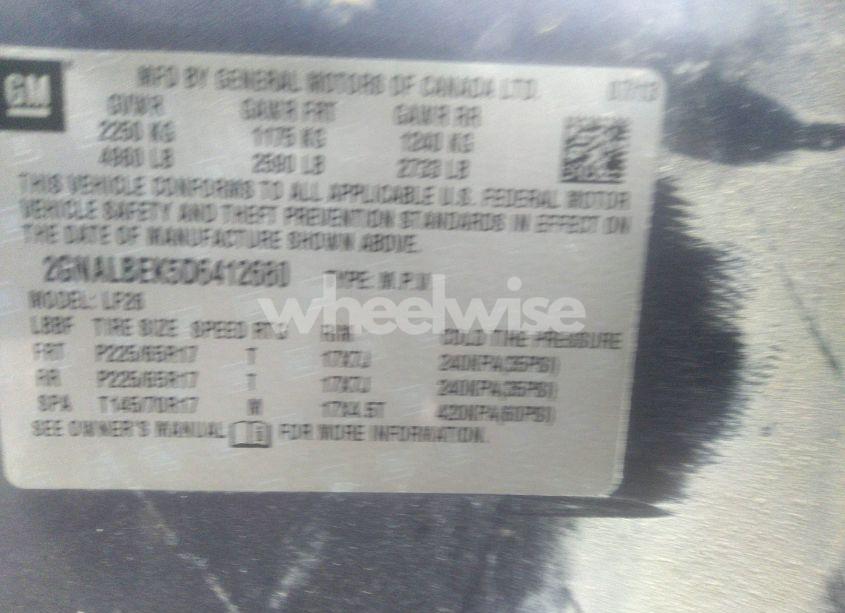 GM
MFD BY GENERAL MOTORS OF CANADA LTD. 07/13
GVWR GAWR FRT GAWR RR
2250 KG 1175 KG 1240 KG
4960 LB 2590 LB 2733 LB
THIS VEHICLE CONFORMS TO ALL APPLICABLE U.S. FEDERAL MOTOR
VEHICLE SAFETY AND THEFT PREVENTION STANDARDS IN EFFECT ON
THE DATE OF MANUFACTURE SHOWN ABOVE.
TYPE: M.P.V.
wheelwise
MODEL: 1LF26
TIRE SIZE SPEED RTG RIM COLD TIRE PRESSURE
FRT P225/65R17 T 17X7J 240KPA(35PSI)
RR P225/65R17 T 17X7J 240KPA(35PSI)
SPA T145/70R17 M 17X4.5T 420KPA(60PSI)
SEE OWNER'S MANUAL FOR MORE INFORMATION.